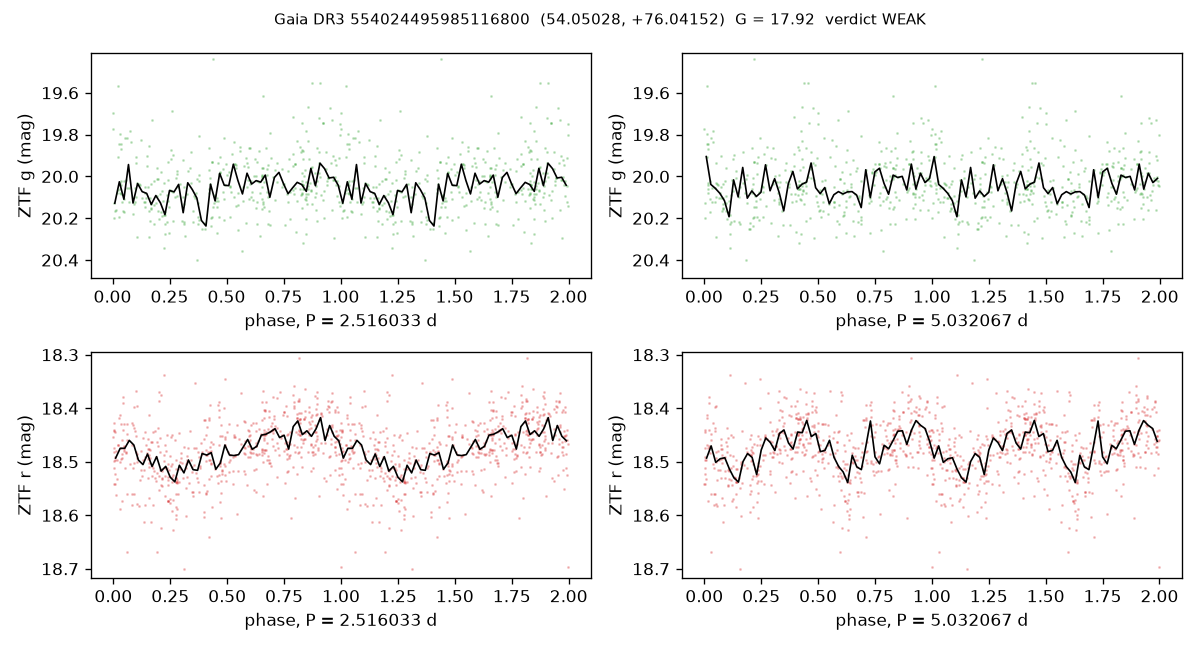 Gaia DR3 554024495985116800 (54.05028, +76.04152) G = 17.92 verdict WEAK
ZTF g (mag)
19.6
19.8
20.0
20.2
20.4
0.00 0.25 0.50 0.75 1.00 1.25 1.50 1.75 2.00
phase, P = 2.516033 d
ZTF g (mag)
19.6
19.8
20.0
20.2
20.4
0.00 0.25 0.50 0.75 1.00 1.25 1.50 1.75 2.00
phase, P = 5.032067 d
ZTF r (mag)
18.3
18.4
18.5
18.6
18.7
0.00 0.25 0.50 0.75 1.00 1.25 1.50 1.75 2.00
phase, P = 2.516033 d
ZTF r (mag)
18.3
18.4
18.5
18.6
18.7
0.00 0.25 0.50 0.75 1.00 1.25 1.50 1.75 2.00
phase, P = 5.032067 d